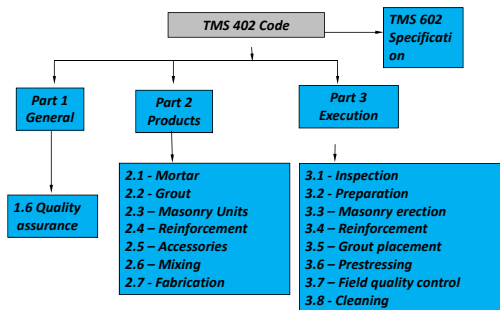 TMS 402 Code
TMS 602
Specificati
on
Part 1
General
Part 2
Products
Part 3
Execution
1.6 Quality
assurance
2.1 - Mortar
2.2 - Grout
2.3 – Masonry Units
2.4 – Reinforcement
2.5 – Accessories
2.6 – Mixing
2.7 – Fabrication
3.1 - Inspection
3.2 - Preparation
3.3 – Masonry erection
3.4 – Reinforcement
3.5 – Grout placement
3.6 – Prestressing
3.7 – Field quality control
3.8 – Cleaning